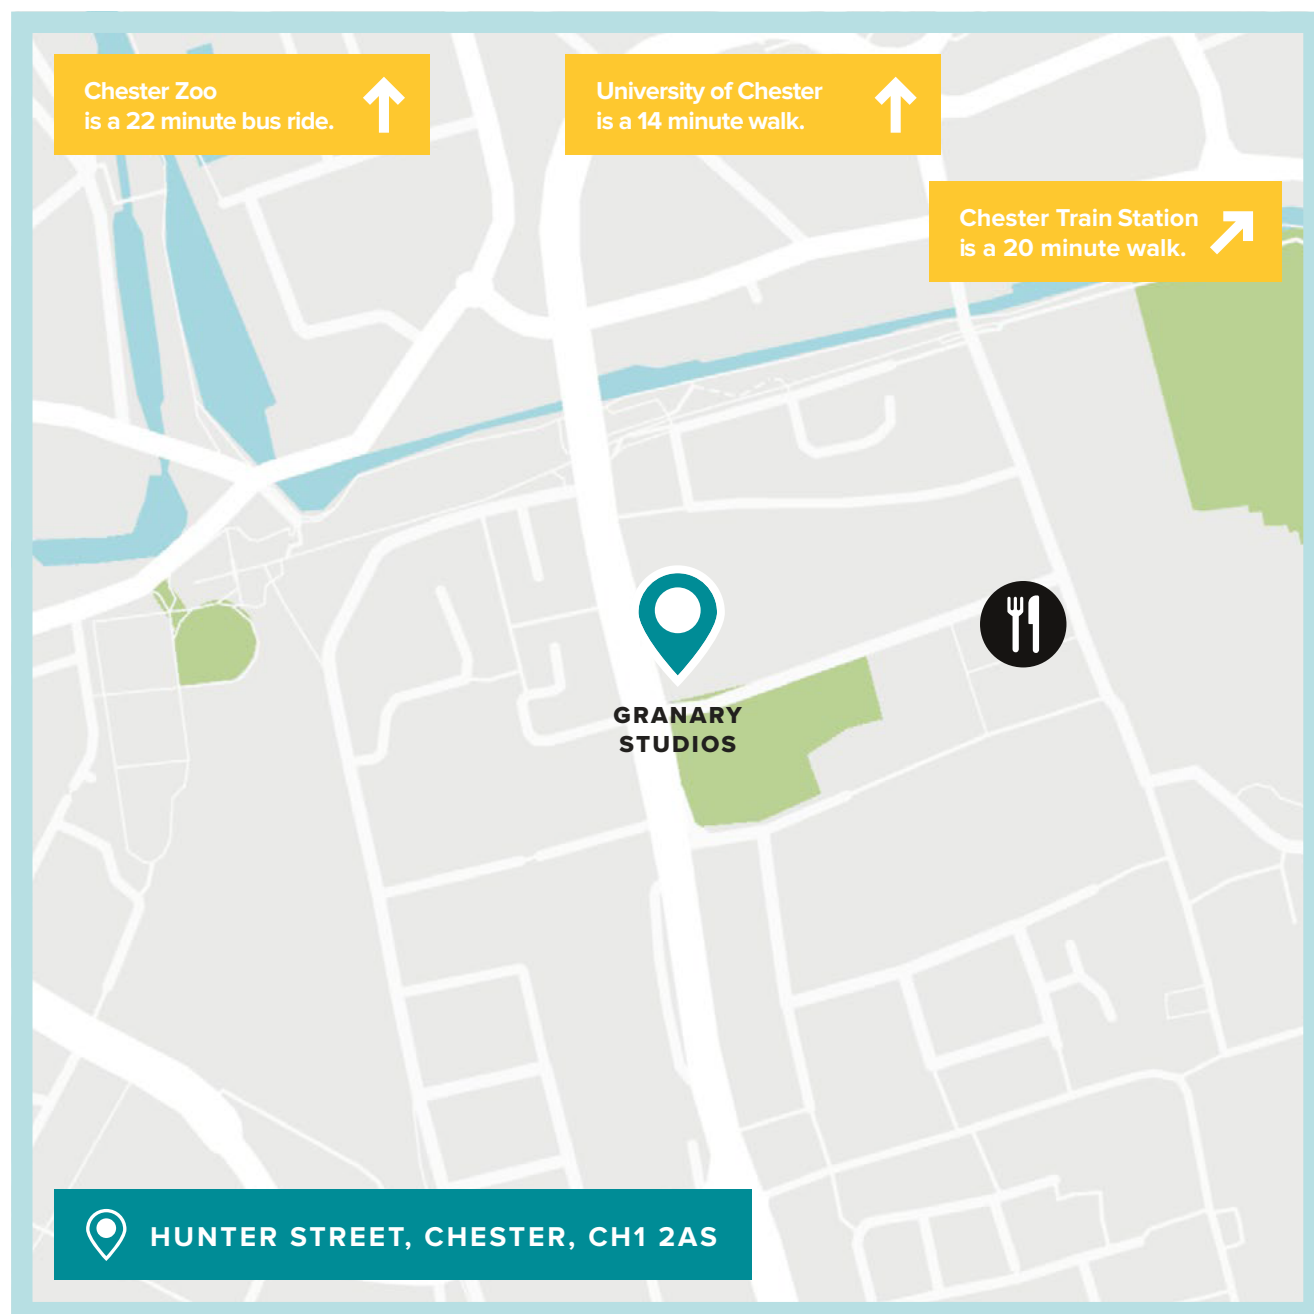 Chester Zoo
is a 22 minute bus ride.
University of Chester
is a 14 minute walk.
Chester Train Station
is a 20 minute walk.
GRANARY
STUDIOS
HUNTER STREET, CHESTER, CH1 2AS